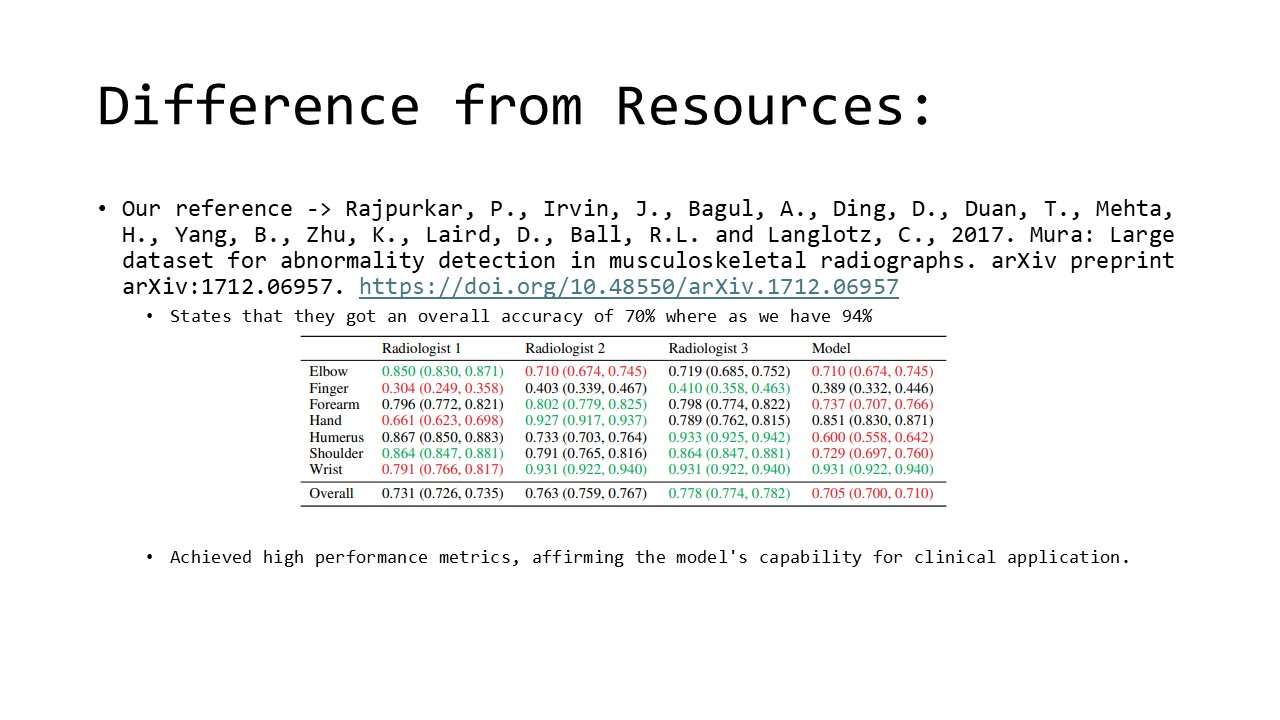 Difference from Resources:
• Our reference -> Rajpurkar, P., Irvin, J., Bagul, A., Ding, D., Duan, T., Mehta,
H., Yang, B., Zhu, K., Laird, D., Ball, R.L. and Langlotz, C., 2017. Mura: Large
dataset for abnormality detection in musculoskeletal radiographs. arXiv preprint
arXiv:1712.06957. https://doi.org/10.48550/arXiv.1712.06957
• States that they got an overall accuracy of 70% where as we have 94%
Radiologist 1 Radiologist 2 Radiologist 3 Model
Elbow 0.850 (0.830, 0.871) 0.710 (0.674, 0.745) 0.719 (0.685, 0.752) 0.710 (0.674, 0.745)
Finger 0.304 (0.249, 0.358) 0.403 (0.339, 0.467) 0.410 (0.358, 0.463) 0.389 (0.332, 0.446)
Forearm 0.796 (0.772, 0.821) 0.802 (0.779, 0.825) 0.798 (0.774, 0.822) 0.737 (0.707, 0.766)
Hand 0.661 (0.623, 0.698) 0.927 (0.917, 0.937) 0.789 (0.762, 0.815) 0.851 (0.830, 0.871)
Humerus 0.867 (0.850, 0.883) 0.733 (0.703, 0.764) 0.933 (0.925, 0.942) 0.600 (0.558, 0.642)
Shoulder 0.864 (0.847, 0.881) 0.791 (0.765, 0.816) 0.864 (0.847, 0.881) 0.729 (0.697, 0.760)
Wrist 0.791 (0.766, 0.817) 0.931 (0.922, 0.940) 0.931 (0.922, 0.940) 0.931 (0.922, 0.940)
Overall 0.731 (0.726, 0.735) 0.763 (0.759, 0.767) 0.778 (0.774, 0.782) 0.705 (0.700, 0.710)
• Achieved high performance metrics, affirming the model's capability for clinical application.